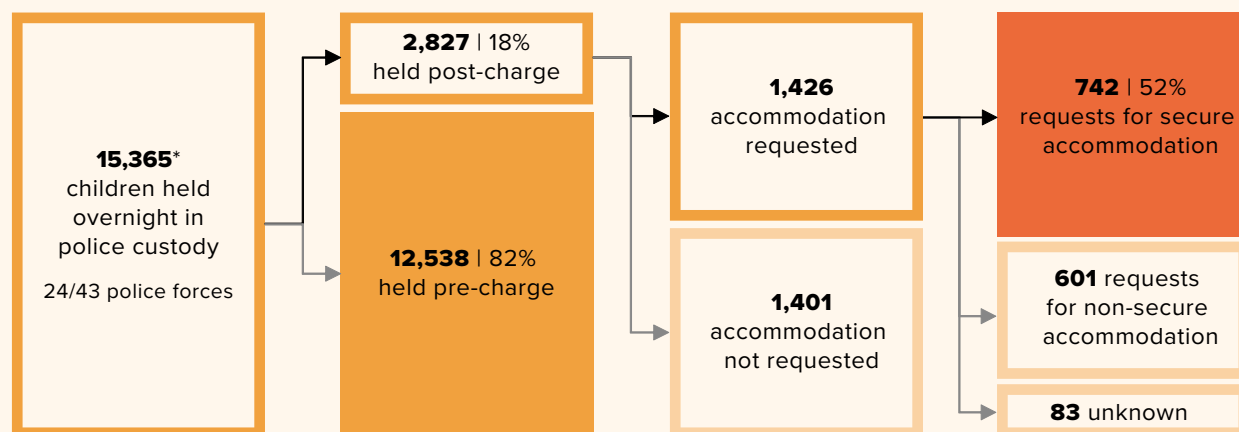 15,365*
children held
overnight in
police custody
24/43 police forces
2,827 | 18%
held post-charge
12,538 | 82%
held pre-charge
1,426
accommodation
requested
1,401
accommodation
not requested
742 | 52%
requests for secure
accommodation
601 requests
for non-secure
accommodation
83 unknown